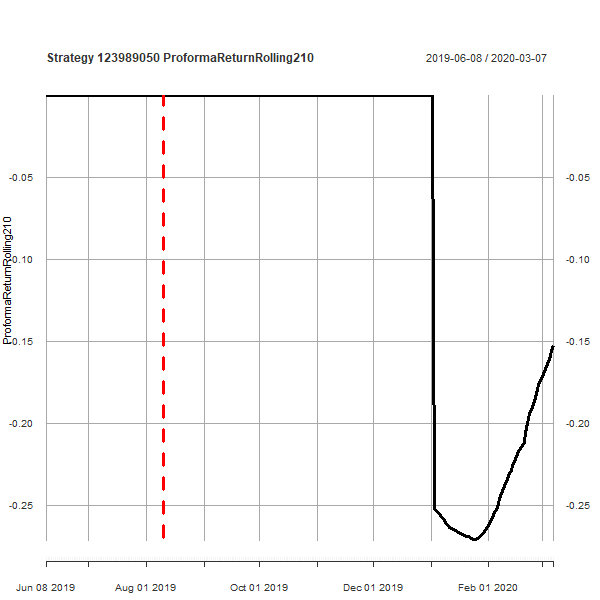 Strategy 123989050 ProformaReturnRolling210
2019-06-08 / 2020-03-07
ProformaReturnRolling210
-0.05
-0.10
-0.15
-0.20
-0.25
-0.05
-0.10
-0.15
-0.20
-0.25
Jun 08 2019 Aug 01 2019 Oct 01 2019 Dec 01 2019 Feb 01 2020